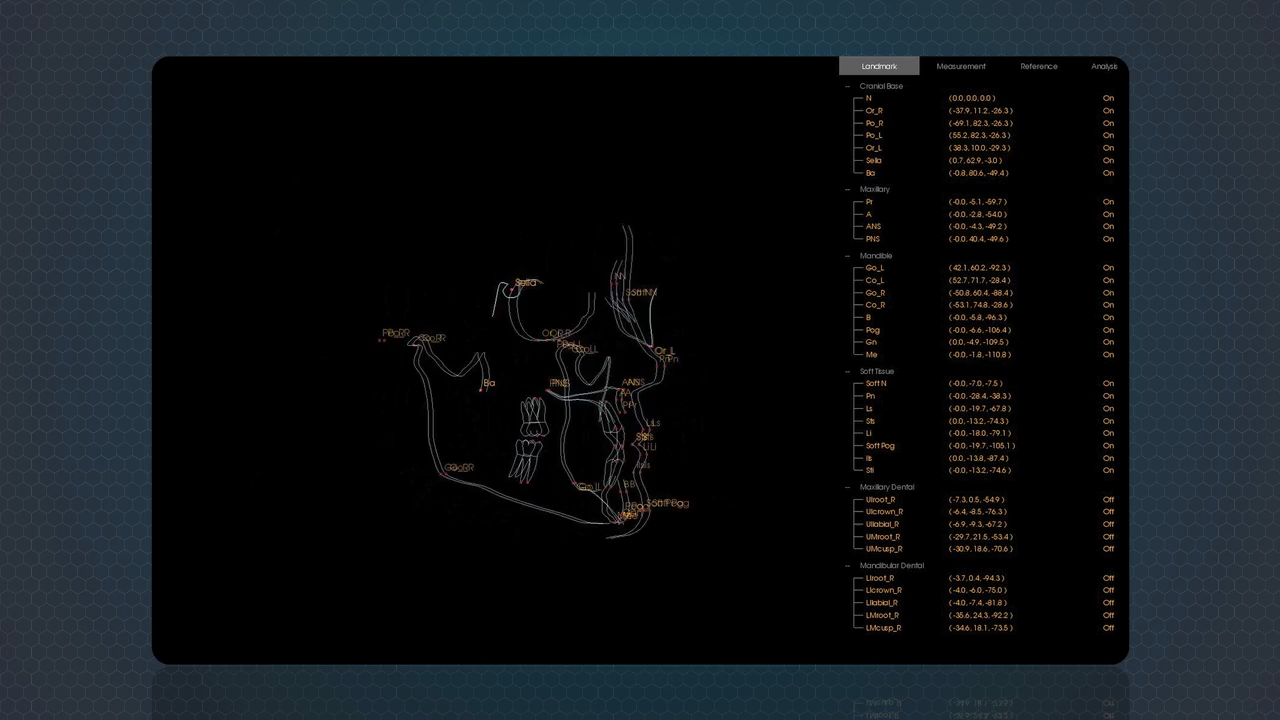 Landmark Measurement Reference Analysis
Cranial Base
N (0.0, 0.0, 0.0 ) On
Or_R (-37.9, 11.2, -26.3 ) On
Po_R (-69.1, 82.3, -26.3 ) On
Po_L (55.2, 82.3, -26.3 ) On
Or_L (38.3, 10.0, -29.3 ) On
Sella (0.7, 62.9, -3.0 ) On
Ba (-0.8, 80.6, -49.4 ) On
Maxillary
Pr (-0.0, -5.1, -59.7 ) On
A (-0.0, -2.8, -54.0 ) On
ANS (-0.0, -4.3, -49.2 ) On
PNS (-0.0, 40.4, -49.6 ) On
Mandible
Go_L (42.1, 60.2, -92.3 ) On
Co_L (52.7, 71.7, -28.4 ) On
Go_R (-50.8, 60.4, -88.4 ) On
Co_R (-53.1, 74.8, -28.6 ) On
B (-0.0, -5.8, -96.3 ) On
Pog (-0.0, -6.6, -106.4 ) On
Gn (0.0, -4.9, -109.5 ) On
Me (-0.0, -1.8, -110.8 ) On
Soft Tissue
Soft N (-0.0, -7.0, -7.5 ) On
Pn (-0.0, -28.4, -38.3 ) On
Ls (-0.0, -19.7, -67.8 ) On
Sts (0.0, -13.2, -74.3 ) On
Li (-0.0, -18.0, -79.1 ) On
Soft Pog (-0.0, -19.7, -105.1 ) On
Ils (0.0, -13.8, -87.4 ) On
Sti (-0.0, -13.2, -74.6 ) On
Maxillary Dental
UIroot_R (-7.3, 0.5, -54.9 ) Off
UIcrown_R (-6.4, -8.5, -76.3 ) Off
UIlabial_R (-6.9, -9.3, -67.2 ) Off
UMroot_R (-29.7, 21.5, -53.4 ) Off
UMcusp_R (-30.9, 18.6, -70.6 ) Off
Mandibular Dental
LIroot_R (-3.7, 0.4, -94.3 ) Off
LIcrown_R (-4.0, -6.0, -75.0 ) Off
LIlabial_R (-4.0, -7.4, -81.8 ) Off
LMroot_R (-35.6, 24.3, -92.2 ) Off
LMcusp_R (-34.6, 18.1, -73.5 ) Off
Sella
Or_L
Ba